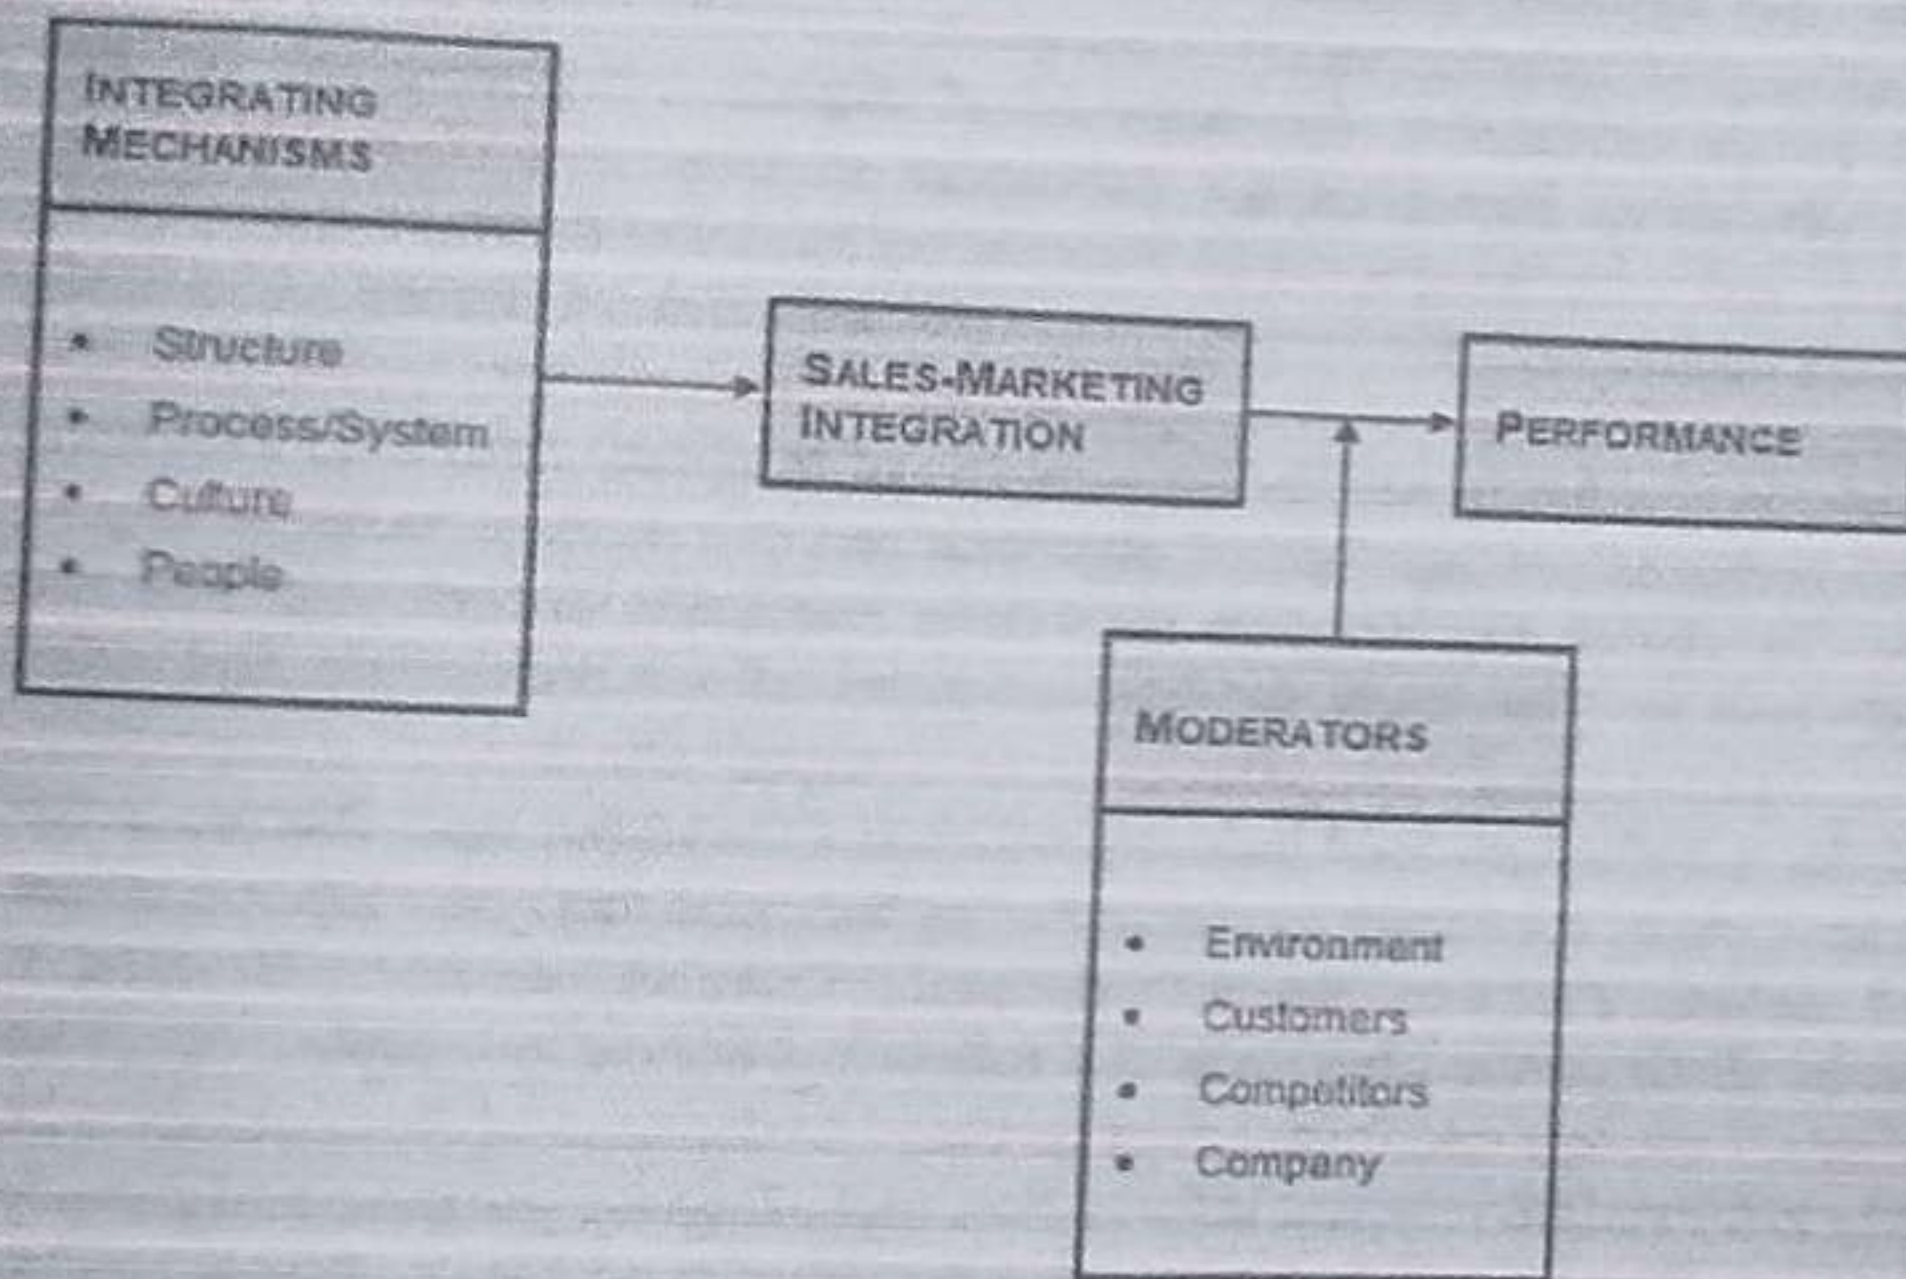 INTEGRATING
MECHANISMS
• Structure
• Process/System
• Culture
• People
SALES-MARKETING
INTEGRATION
PERFORMANCE
MODERATORS
• Environment
• Customers
• Competitors
• Company